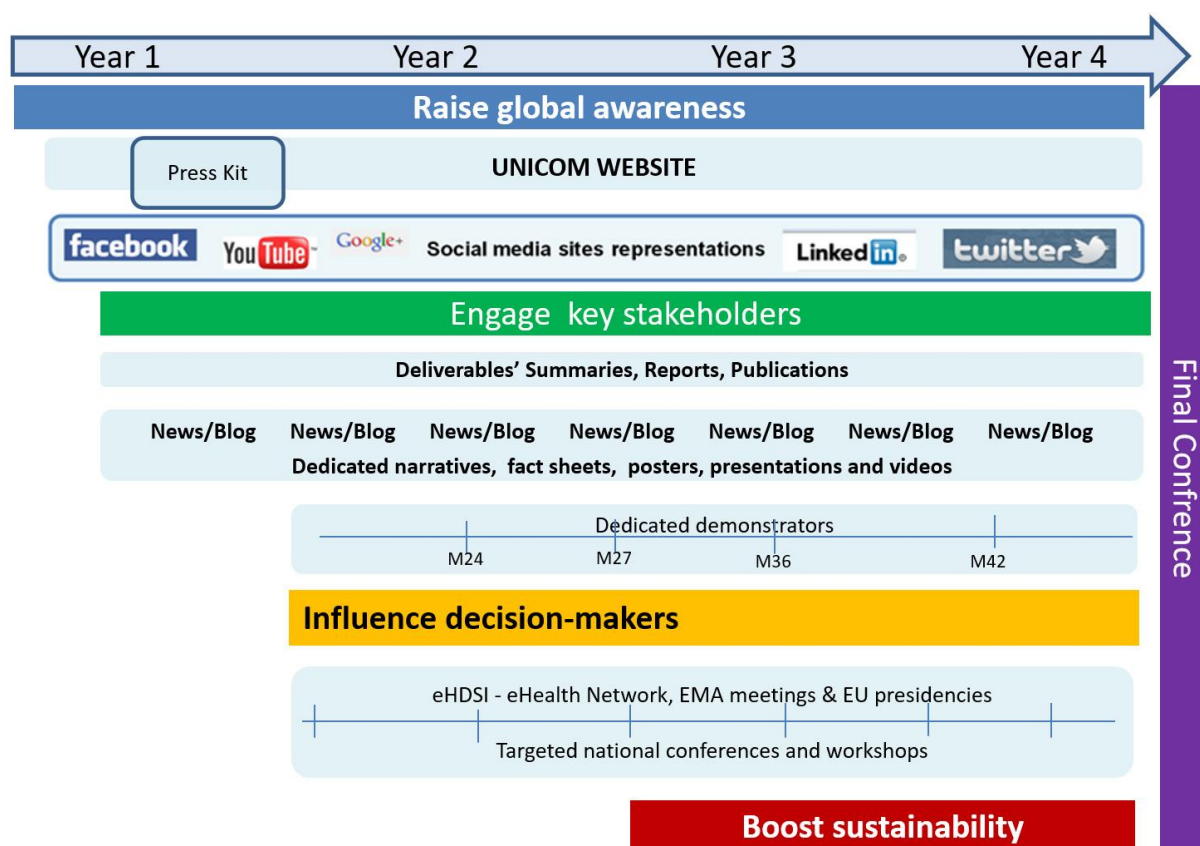 Year 1 Year 2 Year 3 Year 4
Raise global awareness
Press Kit
UNICOM WEBSITE
facebook YouTube™ Google+ Social media sites representations Linked in® twitter
Engage key stakeholders
Deliverables’ Summaries, Reports, Publications
News/Blog News/Blog News/Blog News/Blog News/Blog News/Blog News/Blog
Dedicated narratives, fact sheets, posters, presentations and videos
Dedicated demonstrators
M24 M27 M36 M42
Influence decision-makers
eHDSI - eHealth Network, EMA meetings & EU presidencies
Targeted national conferences and workshops
Boost sustainability
Final Confrence